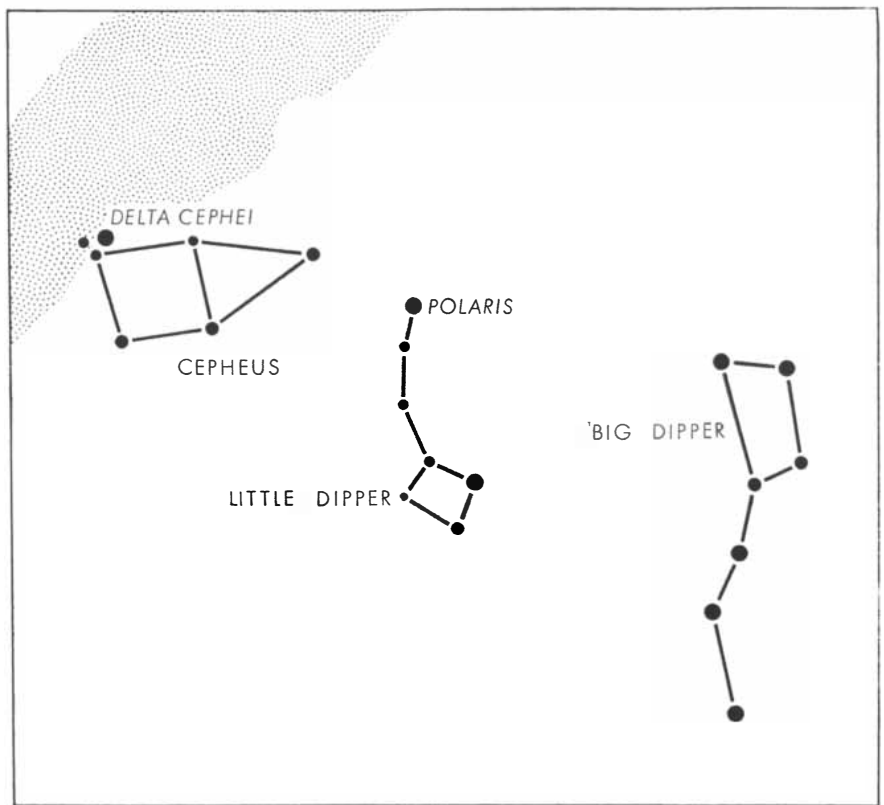 DELTA CEPHEI
POLARIS
CEPHEUS
'BIG DIPPER
LITTLE DIPPER